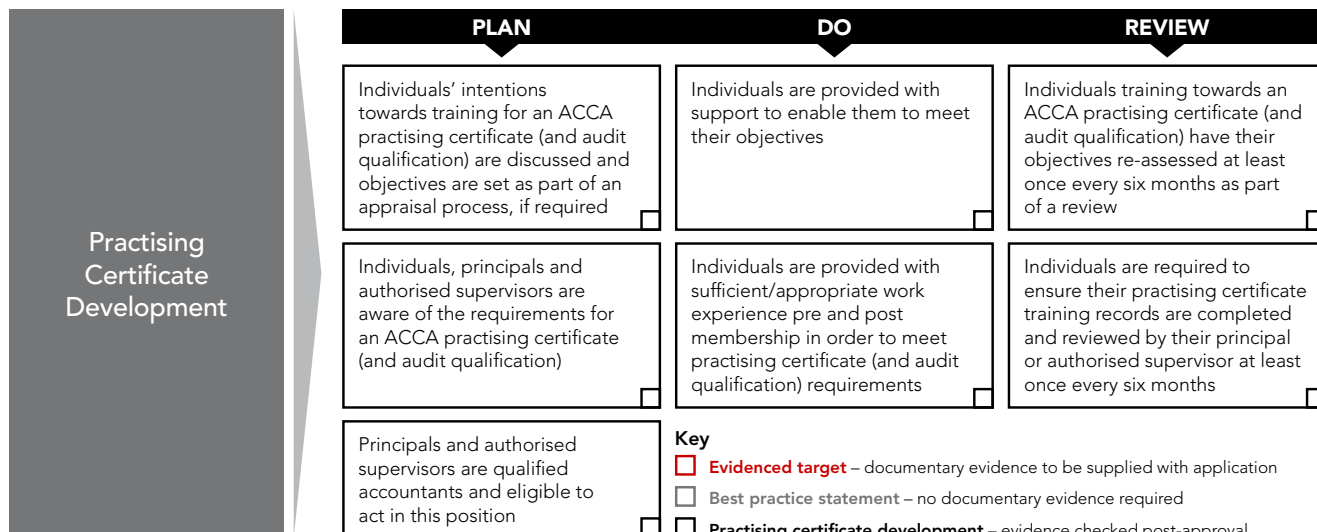 Practising
Certificate
Development
PLAN
DO
REVIEW
Individuals’ intentions
towards training for an ACCA
practising certificate (and audit
qualification) are discussed and
objectives are set as part of an
appraisal process, if required
Individuals are provided with
support to enable them to meet
their objectives
Individuals training towards an
ACCA practising certificate (and
audit qualification) have their
objectives re-assessed at least
once every six months as part
of a review
Individuals, principals and
authorised supervisors are
aware of the requirements for
an ACCA practising certificate
(and audit qualification)
Individuals are provided with
sufficient/appropriate work
experience pre and post
membership in order to meet
practising certificate (and audit
qualification) requirements
Individuals are required to
ensure their practising certificate
training records are completed
and reviewed by their principal
or authorised supervisor at least
once every six months
Principals and authorised
supervisors are qualified
accountants and eligible to
act in this position
Key
Evidenced target – documentary evidence to be supplied with application
Best practice statement – no documentary evidence required
Practising certificate development – evidence checked post-approval